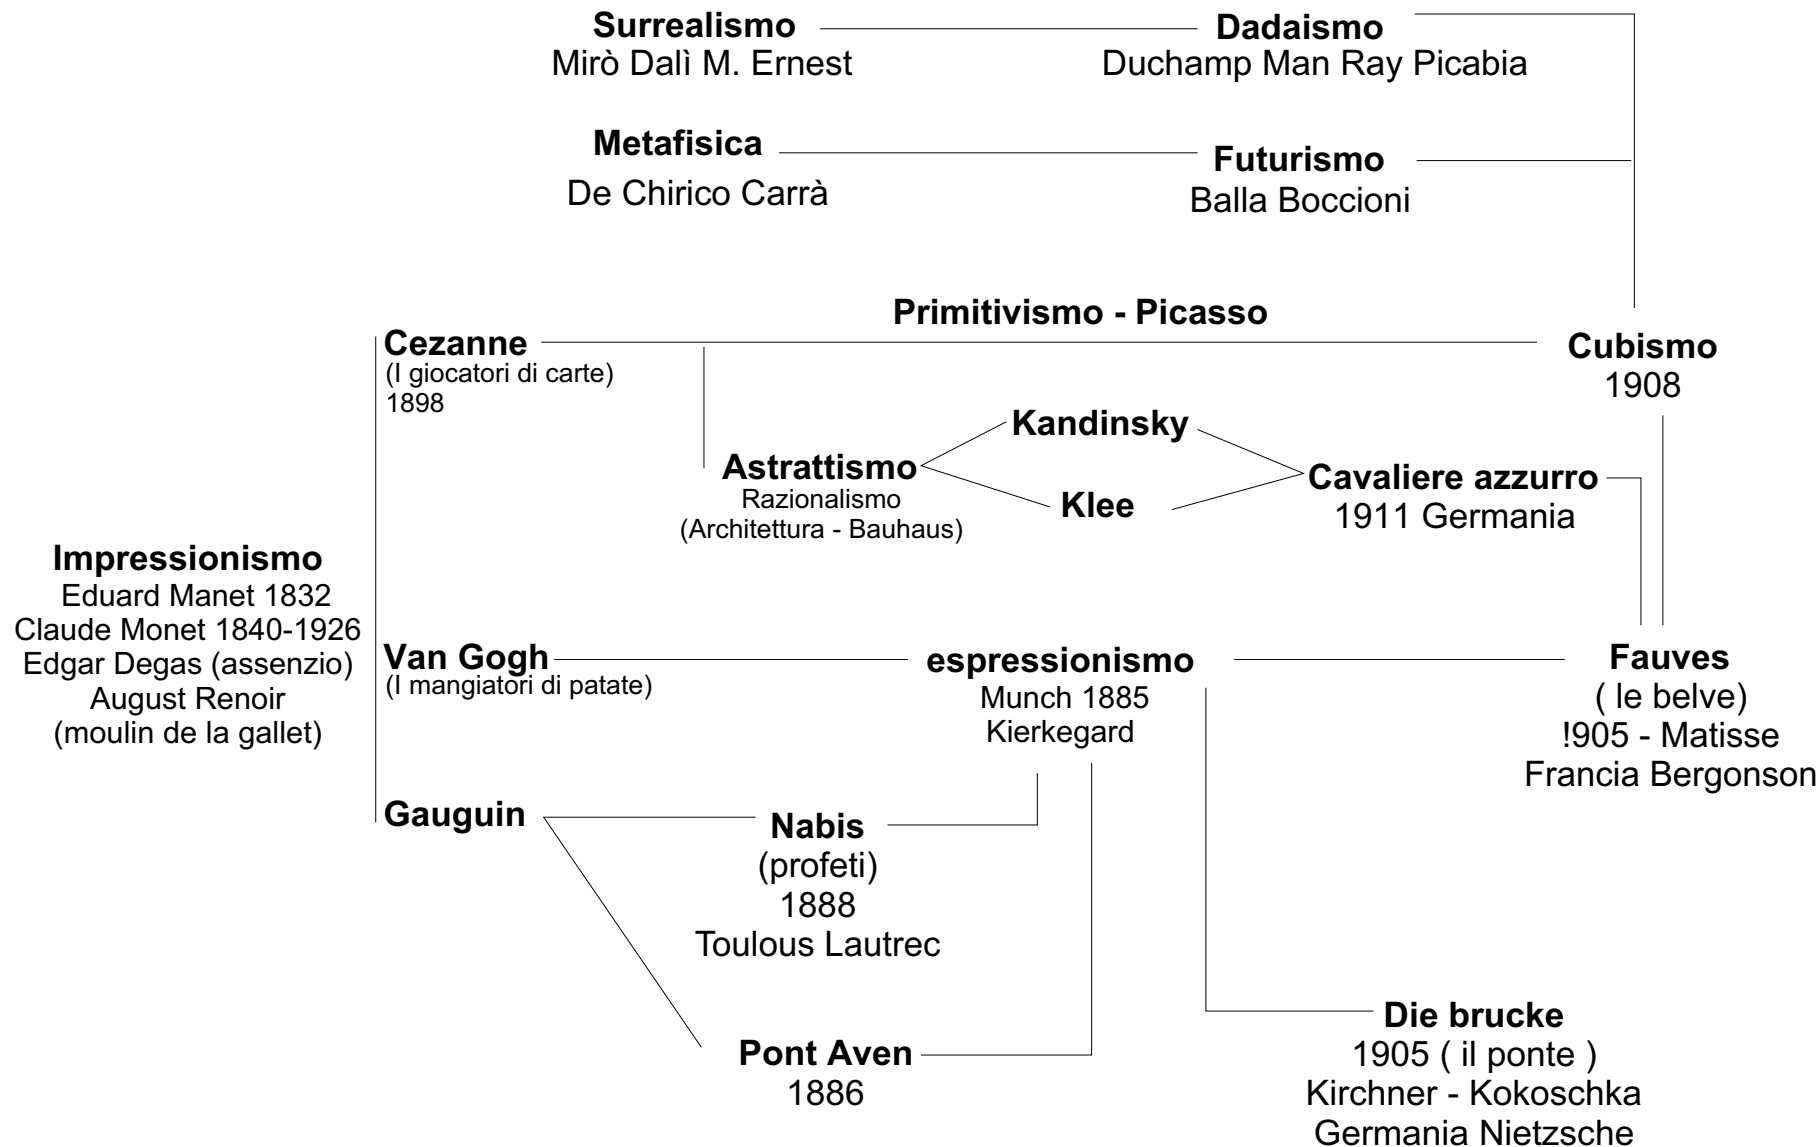 Surrealismo
Mirò Dalì M. Ernest
Dadaismo
Duchamp Man Ray Picabia
Metafisica
De Chirico Carrà
Futurismo
Balla Boccioni
Primitivismo - Picasso
Cezanne
(I giocatori di carte)
1898
Cubismo
1908
Kandinsky
Astrattismo
Razionalismo
(Architettura - Bauhaus)
Klee
Cavaliere azzurro
1911 Germania
Impressionismo
Eduard Manet 1832
Claude Monet 1840-1926
Edgar Degas (assenzio)
August Renoir
(moulin de la gallet)
Van Gogh
(I mangiatori di patate)
espressionismo
Munch 1885
Kierkegard
Fauves
( le belve)
!905 - Matisse
Francia Bergonson
Gauguin
Nabis
(profeti)
1888
Toulous Lautrec
Pont Aven
1886
Die brucke
1905 ( il ponte )
Kirchner - Kokoschka
Germania Nietzsche